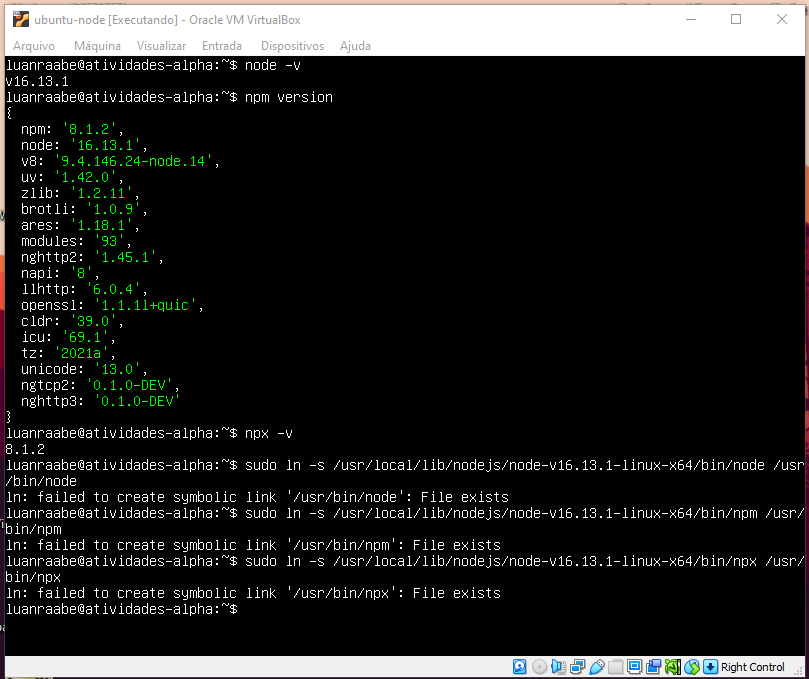 ubuntu-node [Executando] - Oracle VM VirtualBox
Arquivo Máquina Visualizar Entrada Dispositivos Ajuda
luanraabe@atividades-alpha:~$ node -v
v16.13.1
luanraabe@atividades-alpha:~$ npm version
{
  npm: '8.1.2',
  node: '16.13.1',
  v8: '9.4.146.24-node.14',
  uv: '1.42.0',
  zlib: '1.2.11',
  brotli: '1.0.9',
  ares: '1.18.1',
  modules: '93',
  nghttp2: '1.45.1',
  napi: '8',
  llhttp: '6.0.4',
  openssl: '1.1.1l+quic',
  cldr: '39.0',
  icu: '69.1',
  tz: '2021a',
  unicode: '13.0',
  ngtcp2: '0.1.0-DEV',
  nghttp3: '0.1.0-DEV'
}
luanraabe@atividades-alpha:~$ npx -v
8.1.2
luanraabe@atividades-alpha:~$ sudo ln -s /usr/local/lib/nodejs/node-v16.13.1-linux-x64/bin/node /usr
/bin/node
ln: failed to create symbolic link '/usr/bin/node': File exists
luanraabe@atividades-alpha:~$ sudo ln -s /usr/local/lib/nodejs/node-v16.13.1-linux-x64/bin/npm /usr/
bin/npm
ln: failed to create symbolic link '/usr/bin/npm': File exists
luanraabe@atividades-alpha:~$ sudo ln -s /usr/local/lib/nodejs/node-v16.13.1-linux-x64/bin/npx /usr/
bin/npx
ln: failed to create symbolic link '/usr/bin/npx': File exists
luanraabe@atividades-alpha:~$
Right Control